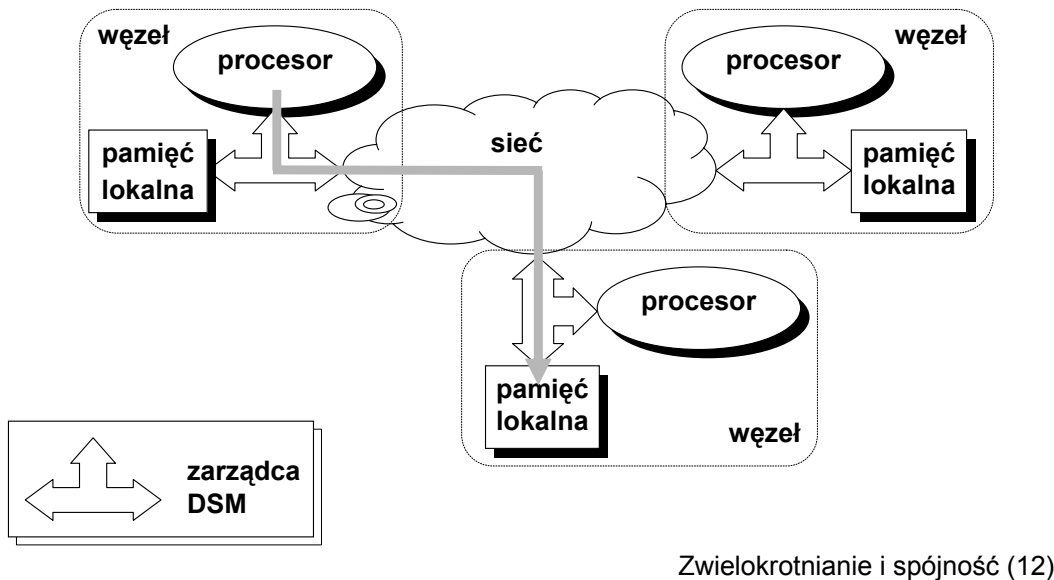 węzeł
procesor
pamięć
lokalna
sieć
węzeł
procesor
pamięć
lokalna
procesor
pamięć
lokalna
węzeł
zarządca
DSM
Zwielokrotnianie i spójność (12)